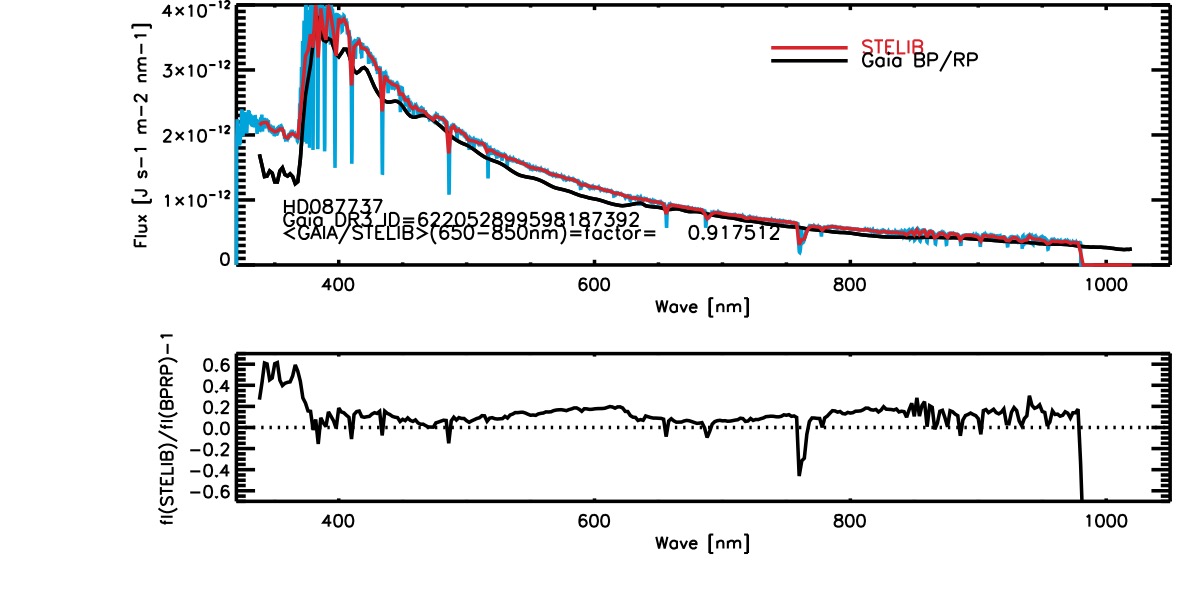 4×10−12
3×10−12
2×10−12
1×10−12
0
Flux [J s−1 m−2 nm−1]
STELIB
Gaia BP/RP
HD087737
Gaia DR3 ID=622052899598187392
<GAIA/STELIB>(650−850nm)=factor= 0.917512
400 600 800 1000
Wave [nm]
fl(STELIB)/fl(BPRP)−1
0.6
0.4
0.2
0.0
−0.2
−0.4
−0.6
400 600 800 1000
Wave [nm]